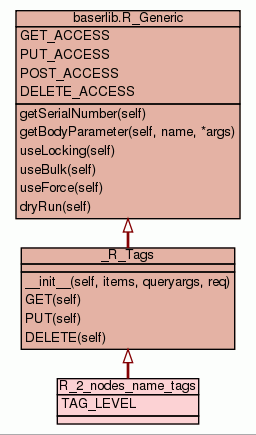 baserlib.R_Generic
GET_ACCESS
PUT_ACCESS
POST_ACCESS
DELETE_ACCESS
getSerialNumber(self)
getBodyParameter(self, name, *args)
useLocking(self)
useBulk(self)
useForce(self)
dryRun(self)
_R_Tags
__init__(self, items, queryargs, req)
GET(self)
PUT(self)
DELETE(self)
R_2_nodes_name_tags
TAG_LEVEL